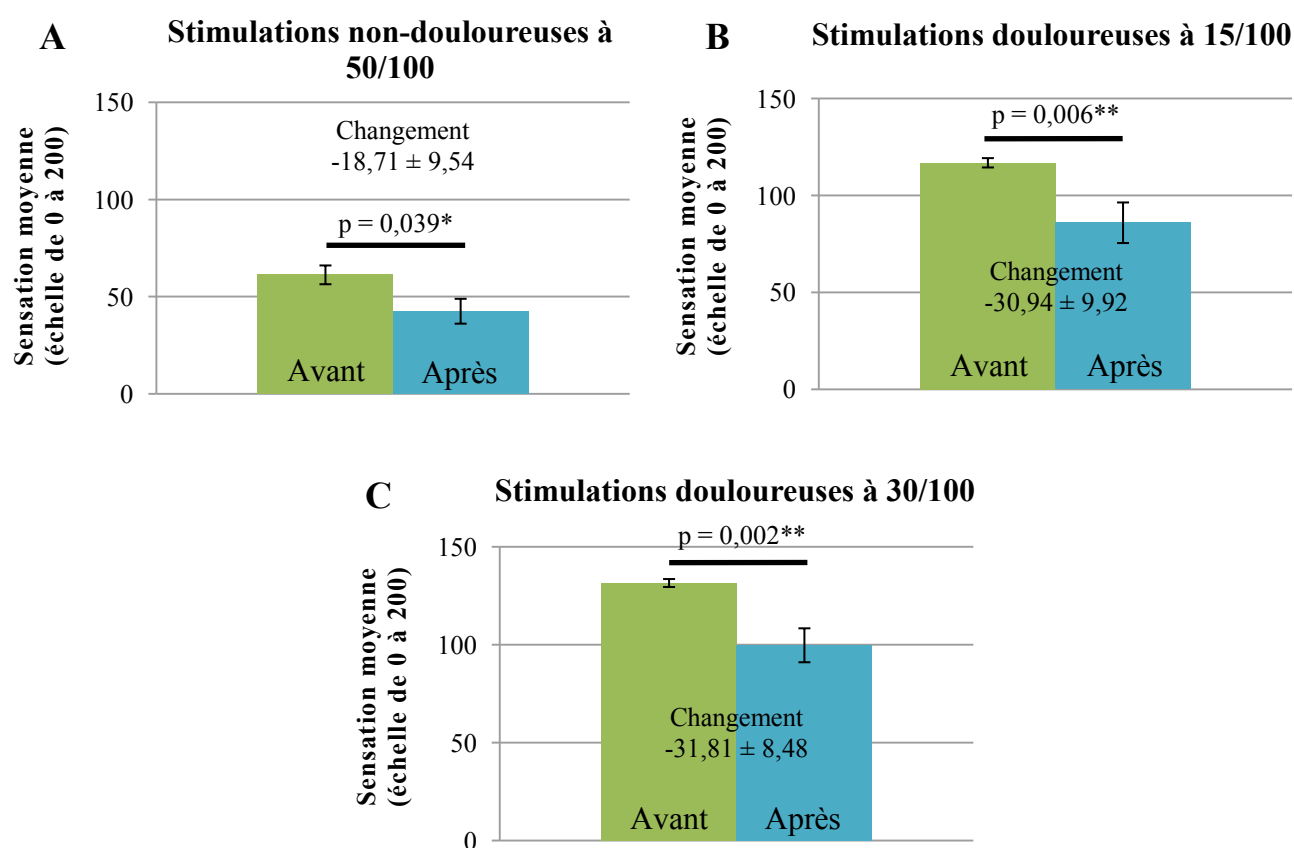 A
Stimulations non-douloureuses à
50/100
Sensation moyenne
(échelle de 0 à 200)
150
100
50
0
Changement
-18,71 ± 9,54
p = 0,039*
Avant
Après
B
Stimulations douloureuses à 15/100
Sensation moyenne
(échelle de 0 à 200)
150
100
50
0
p = 0,006**
Changement
-30,94 ± 9,92
Avant
Après
C
Stimulations douloureuses à 30/100
Sensation moyenne
(échelle de 0 à 200)
150
100
50
0
p = 0,002**
Changement
-31,81 ± 8,48
Avant
Après